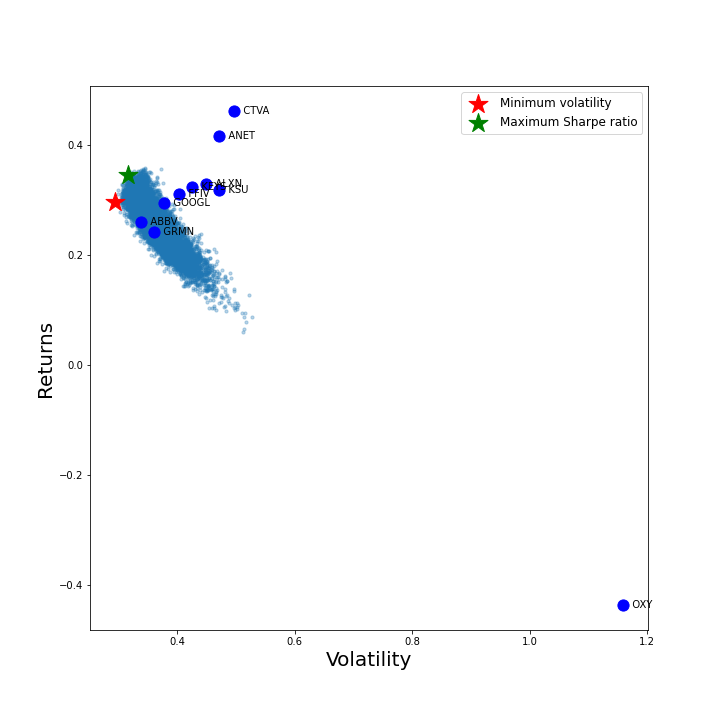 Minimum volatility
Maximum Sharpe ratio
0.4
0.2
0.0
−0.2
−0.4
Returns
CTVA
ANET
ALXN
KSU
FFIV
GOOGL
ABBV
GRMN
OXY
0.4
0.6
0.8
1.0
1.2
Volatility